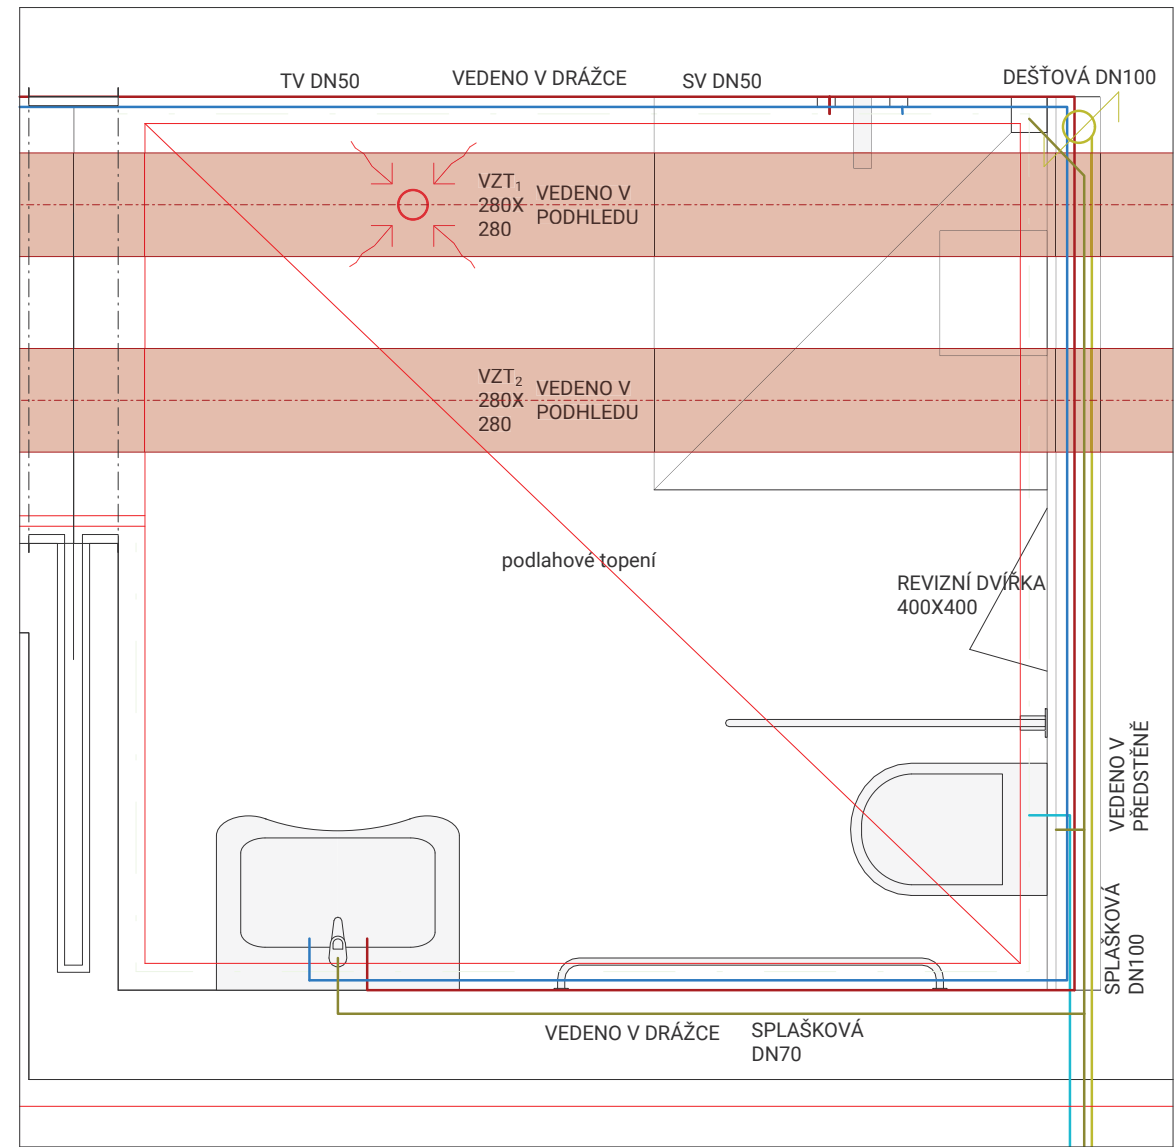 TV DN50
VEDENO V DRÁŽCE
SV DN50
DEŠŤOVÁ DN100
VZT₁
280X
280
VEDENO V
PODHLEDU
VZT₂
280X
280
VEDENO V
PODHLEDU
podlahové topení
REVIZNÍ DVÍŘKA
400X400
VEDENO V
PŘEDSTĚNĚ
SPLAŠKOVÁ
DN100
VEDENO V DRÁŽCE
SPLAŠKOVÁ
DN70